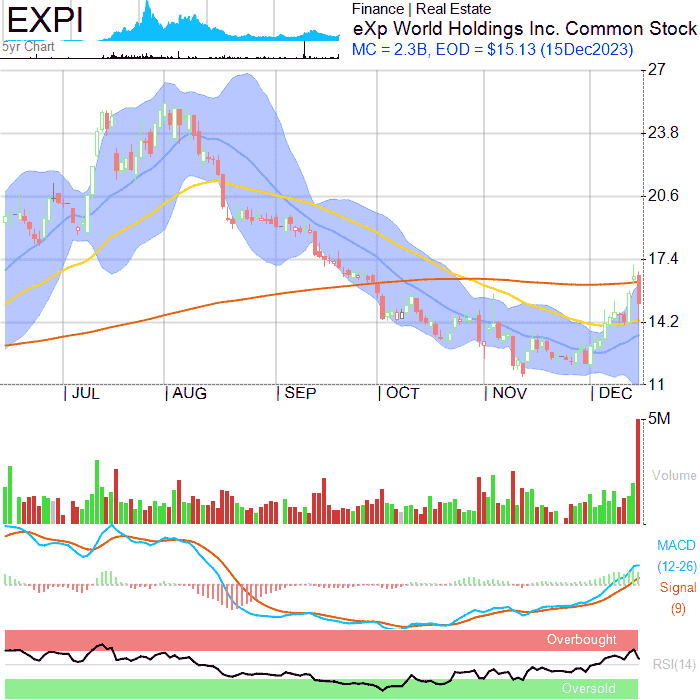 EXPI
Finance | Real Estate
eXp World Holdings Inc. Common Stock
MC = 2.3B, EOD = $15.13 (15Dec2023)
5yr Chart
27
23.8
20.6
17.4
14.2
11
JUL AUG SEP OCT NOV DEC
5M
Volume
MACD
(12-26)
Signal
(9)
Overbought
RSI(14)
Oversold